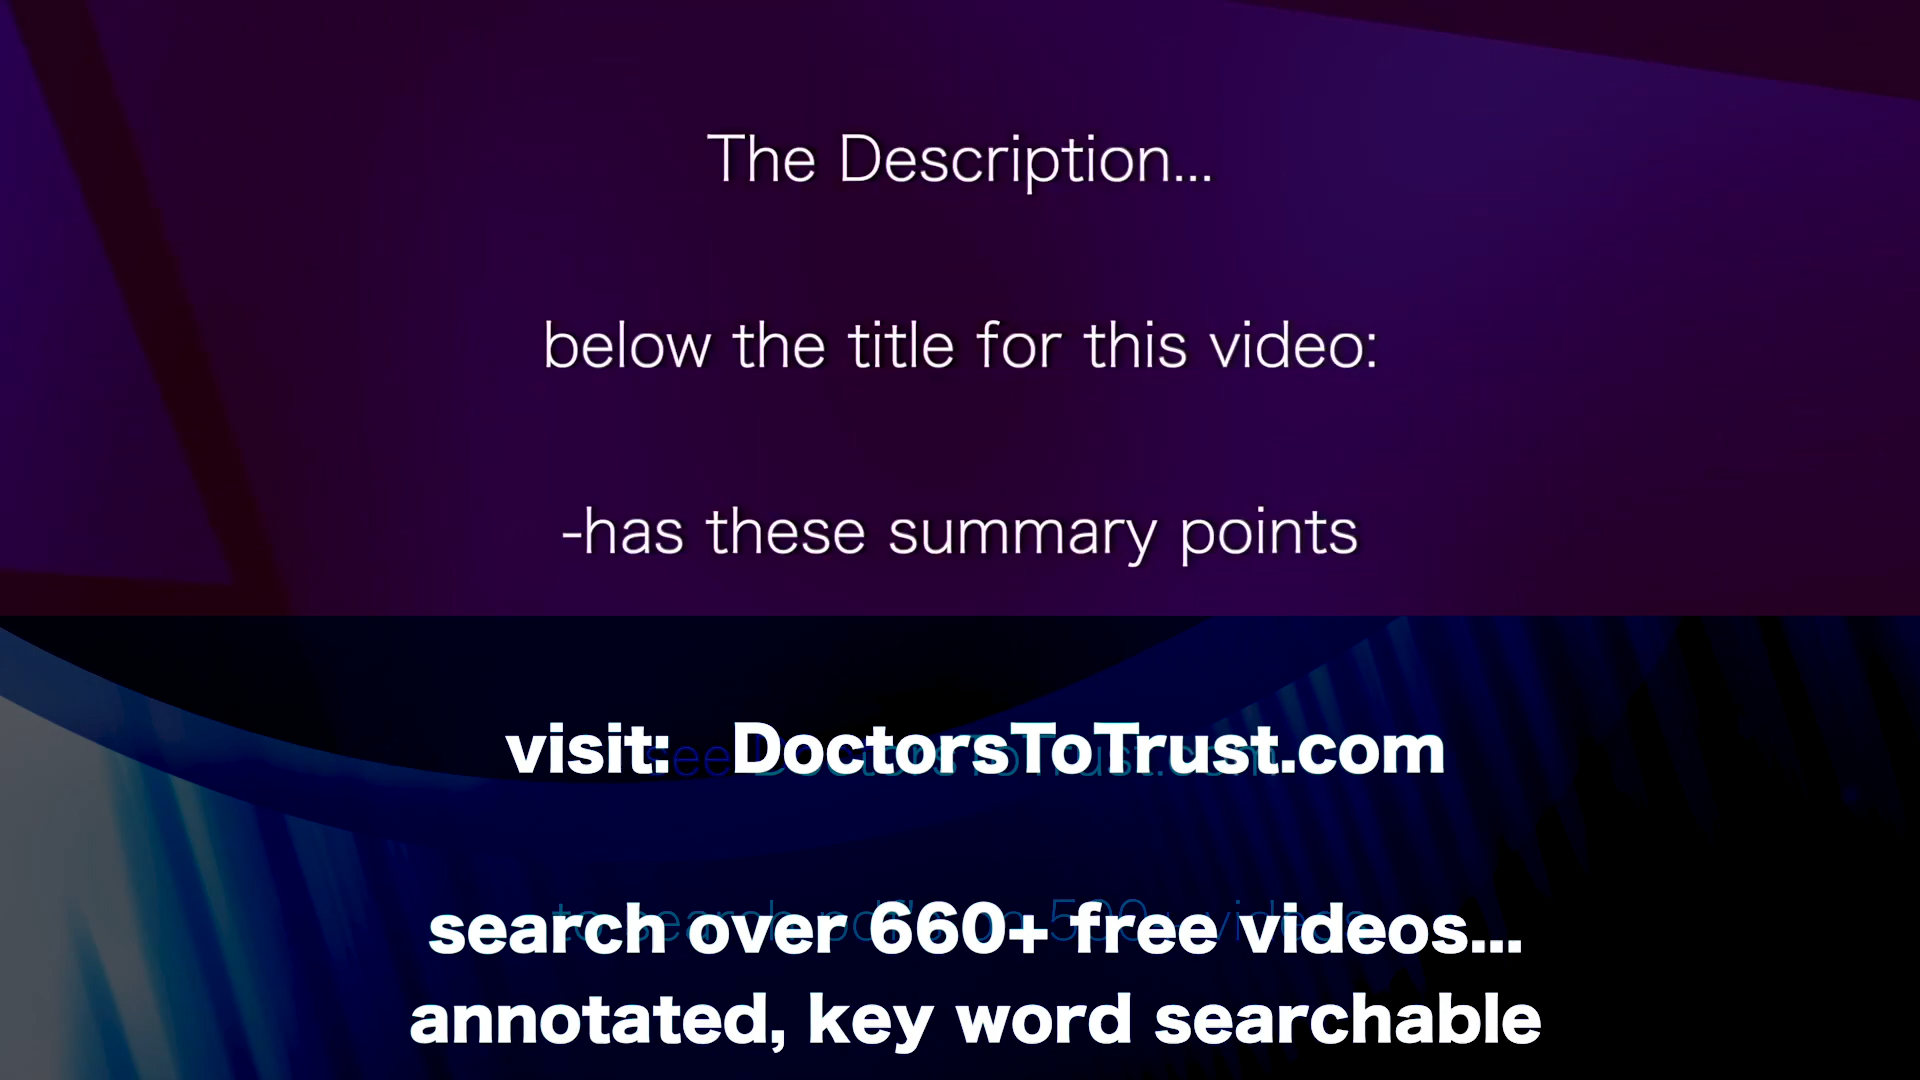 The Description...
below the title for this video:
-has these summary points
visit: DoctorsToTrust.com
search over 660+ free videos...
annotated, key word searchable